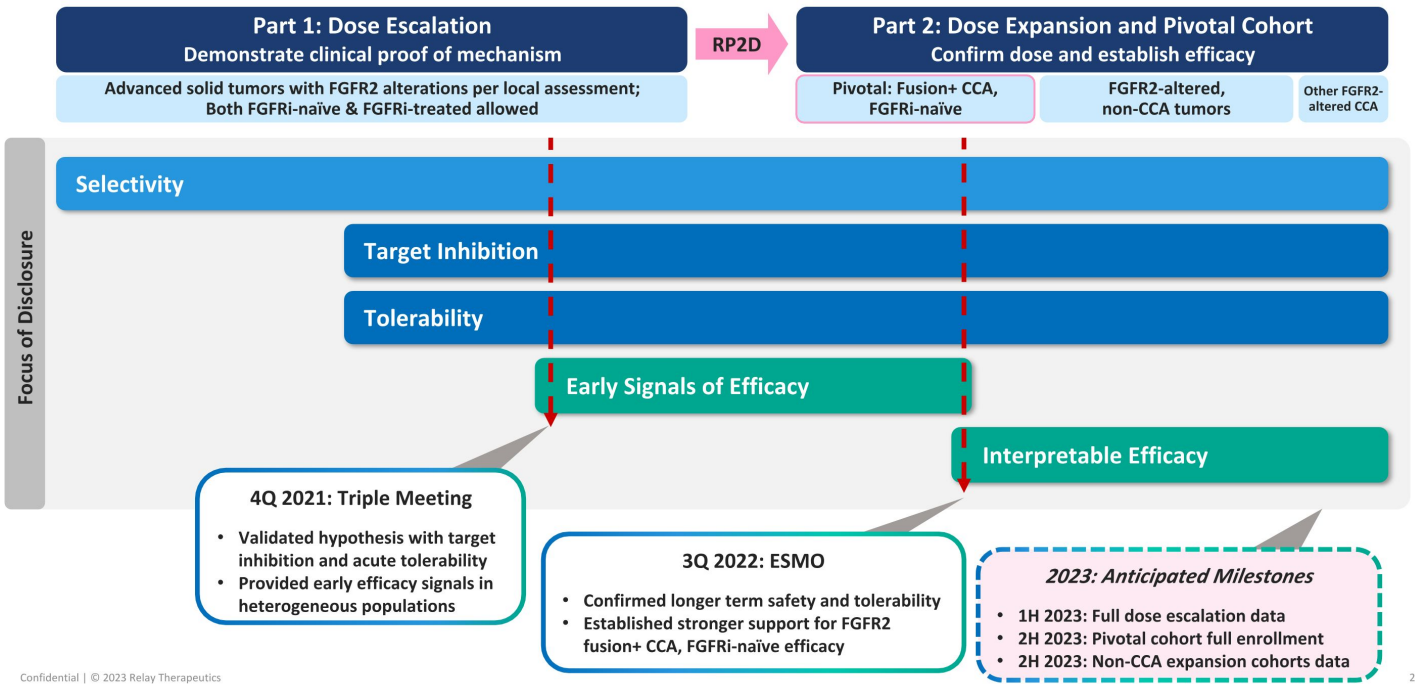 Part 1: Dose Escalation
Demonstrate clinical proof of mechanism
RP2D
Part 2: Dose Expansion and Pivotal Cohort
Confirm dose and establish efficacy
Advanced solid tumors with FGFR2 alterations per local assessment;
Both FGFRi-naïve & FGFRi-treated allowed
Pivotal: Fusion+ CCA,
FGFRi-naïve
FGFR2-altered,
non-CCA tumors
Other FGFR2-
altered CCA
Focus of Disclosure
Selectivity
Target Inhibition
Tolerability
Early Signals of Efficacy
Interpretable Efficacy
4Q 2021: Triple Meeting
• Validated hypothesis with target
inhibition and acute tolerability
• Provided early efficacy signals in
heterogeneous populations
3Q 2022: ESMO
• Confirmed longer term safety and tolerability
• Established stronger support for FGFR2
fusion+ CCA, FGFRi-naïve efficacy
2023: Anticipated Milestones
• 1H 2023: Full dose escalation data
• 2H 2023: Pivotal cohort full enrollment
• 2H 2023: Non-CCA expansion cohorts data
Confidential | © 2023 Relay Therapeutics
2